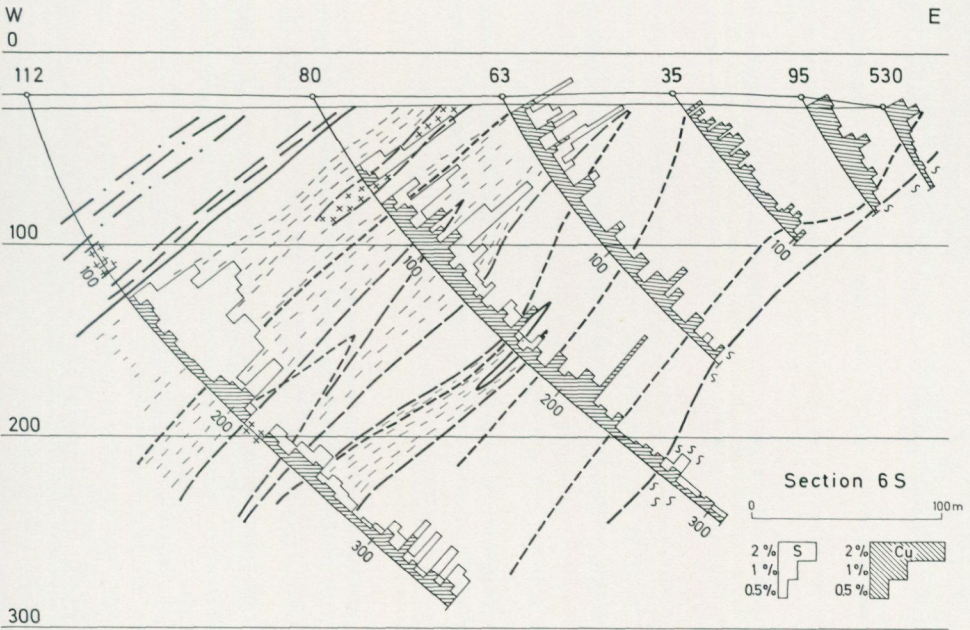 W E
0
112 80 63 35 95 530
S
S
S
100
100 100 100 100
S
S
200
200 200
S S S
S
S S
300
300
300
Section 6S
0 100 m
2 % S 2 % Cu
1 % 1 %
0.5 % 0.5 %